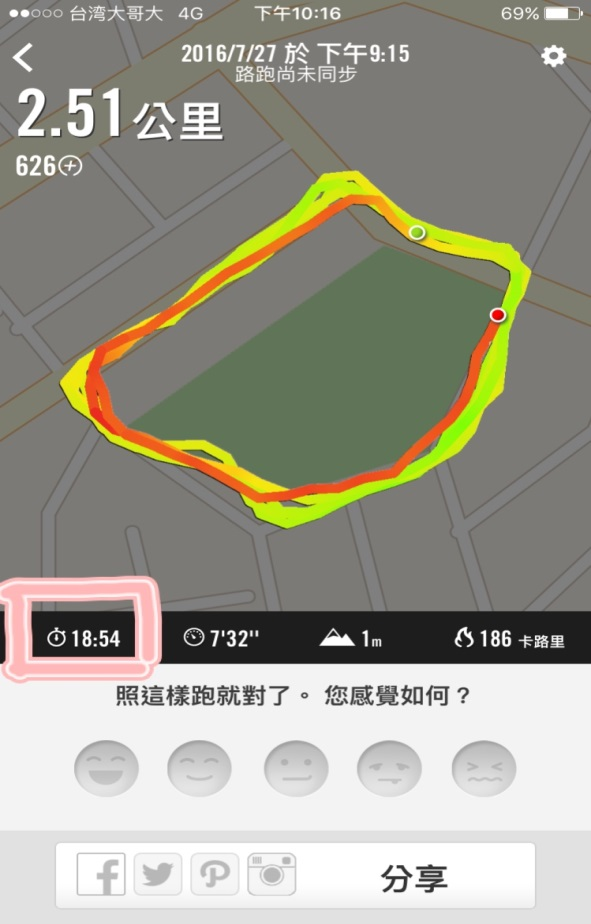 台湾大哥大 4G 下午10:16 69%
2016/7/27 於 下午9:15
路跑尚未同步
2.51公里
626
18:54 7'32'' 1m 186 卡路里
照這樣跑就對了。 您感覺如何？
分享